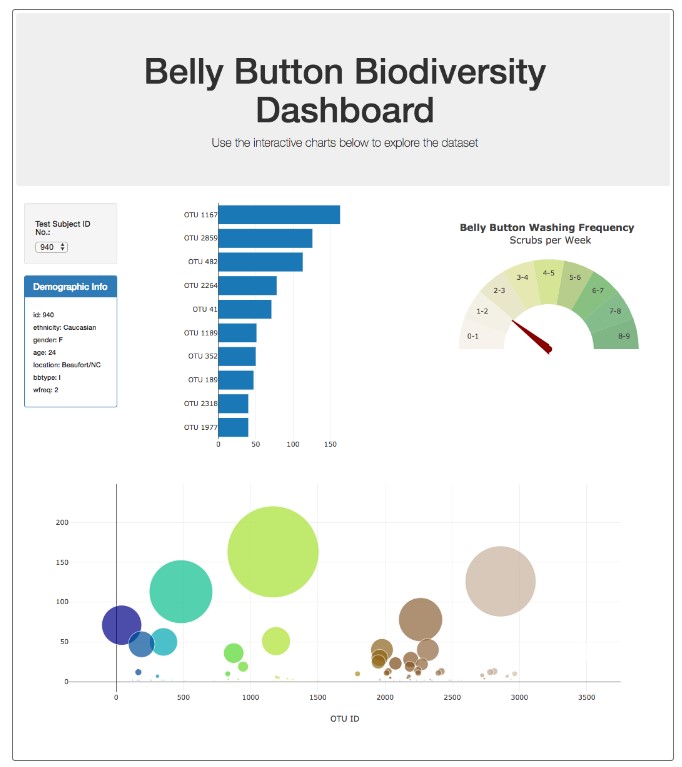 Belly Button Biodiversity
Dashboard
Use the interactive charts below to explore the dataset
Test Subject ID
No.:
940
Demographic Info
id: 940
ethnicity: Caucasian
gender: F
age: 24
location: Beaufort/NC
bbtype: I
wfreq: 2
OTU 1167
OTU 2859
OTU 482
OTU 2264
OTU 41
OTU 1189
OTU 352
OTU 189
OTU 2318
OTU 1977
0 50 100 150
Belly Button Washing Frequency
Scrubs per Week
0-1
1-2
2-3
3-4
4-5
5-6
6-7
7-8
8-9
200
150
100
50
0
0 500 1000 1500 2000 2500 3000 3500
OTU ID